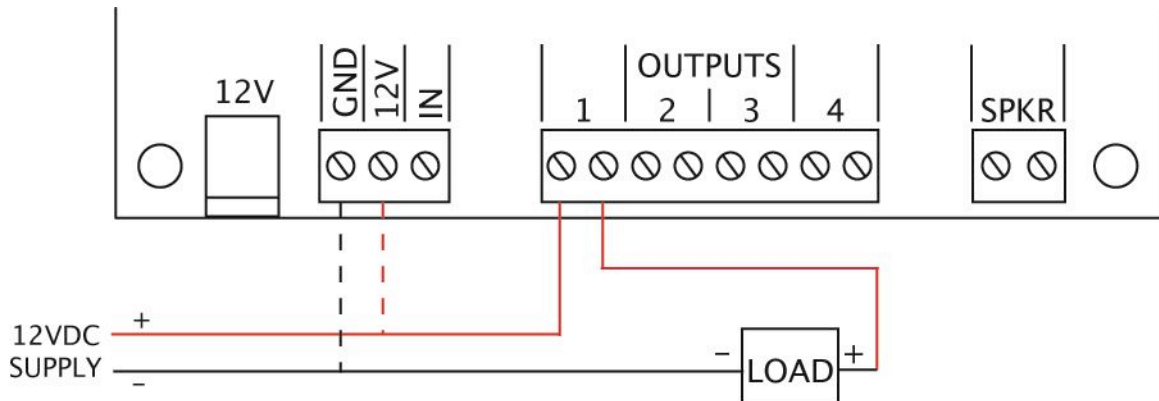 12V
GND
12V
IN
OUTPUTS
1 2 3 4
SPKR
12VDC
SUPPLY
+
-
- LOAD +